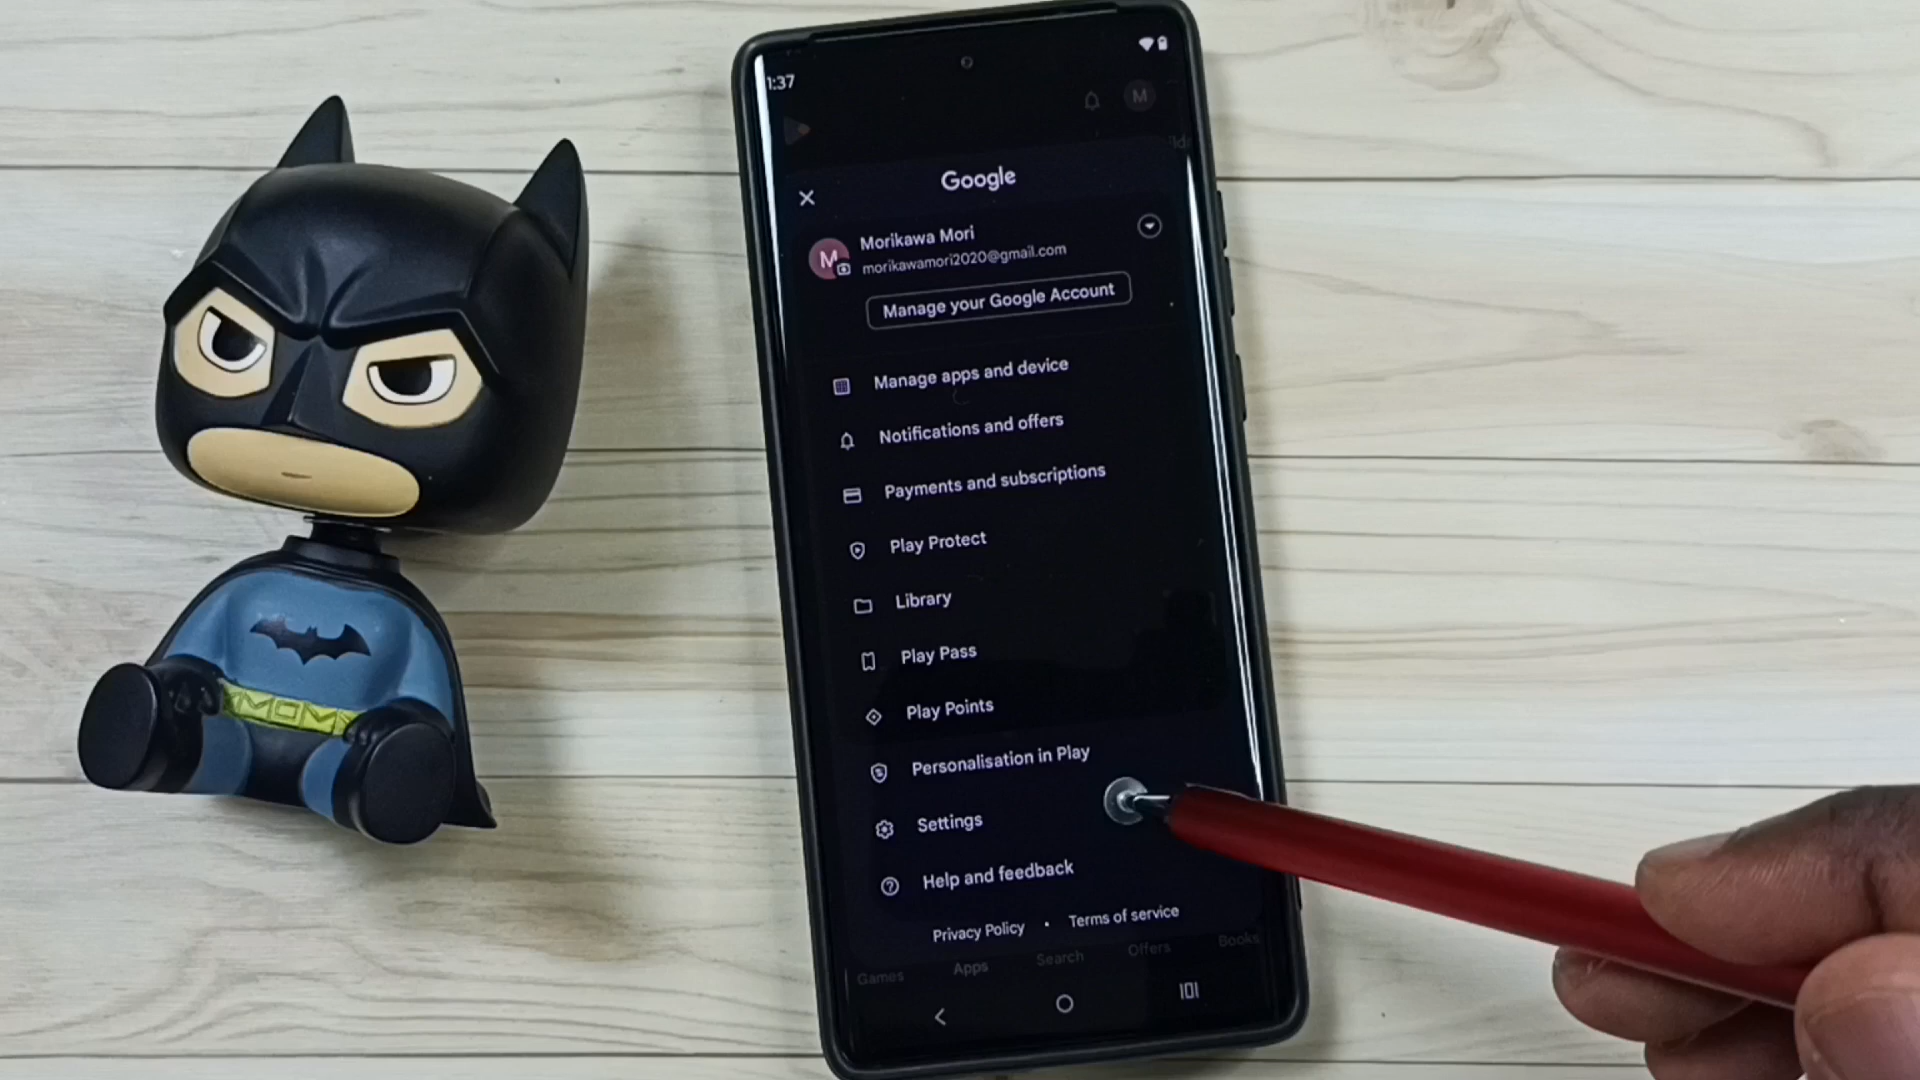 1:37
M
Google
M
Morikawa Mori
morikawamori2020@gmail.com
Manage your Google Account
Manage apps and device
Notifications and offers
Payments and subscriptions
Play Protect
Library
Play Pass
Play Points
Personalisation in Play
Settings
Help and feedback
Privacy Policy • Terms of service
Games Apps Search Offers Books